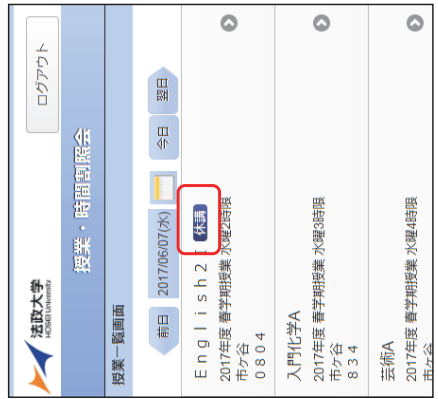 法政大学
HOSEI University
ログアウト
授業・時間割照会
授業一覧画面
前日
2017/06/07(水)
今日
翌日
English2
休講
2017年度 春学期授業 水曜2時限
市ヶ谷
0804
入門化学A
2017年度 春学期授業 水曜3時限
市ヶ谷
834
芸術A
2017年度 春学期授業 水曜4時限
市ヶ谷